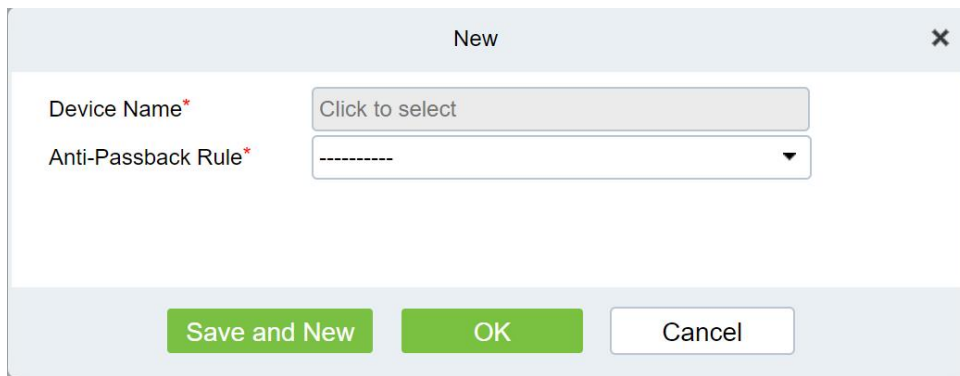 New
Device Name*
Click to select
Anti-Passback Rule*
----------
Save and New
OK
Cancel